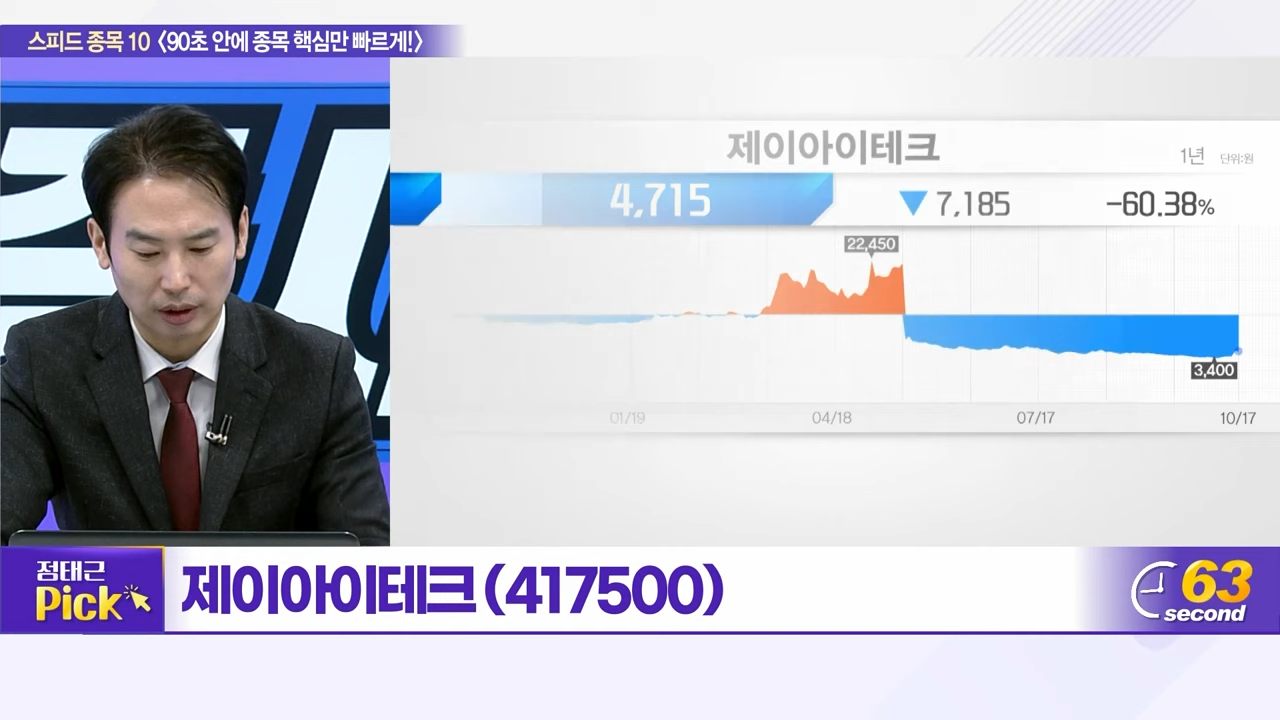 스피드 종목 10 〈90초 안에 종목 핵심만 빠르게!〉
제이아이테크
1년 단위:원
4,715 ▼ 7,185 -60.38%
22,450
3,400
01/19 04/18 07/17 10/17
정태근
Pick
제이아이테크(417500)
63
second